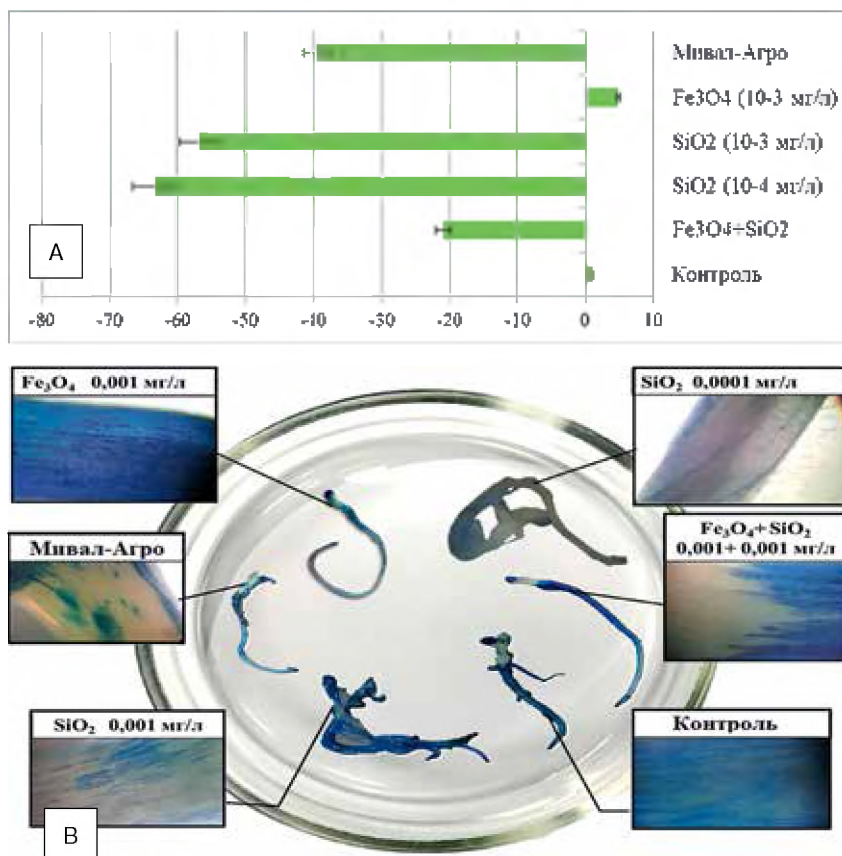 Мивал-Агро
Fe3O4 (10-3 мг/л)
SiO2 (10-3 мг/л)
SiO2 (10-4 мг/л)
Fe3O4+SiO2
Контроль
A
-80 -70 -60 -50 -40 -30 -20 -10 0 10
Fe₃O₄ 0,001 мг/л
SiO₂ 0,0001 мг/л
Мивал-Агро
Fe₃O₄+SiO₂
0,001+ 0,001 мг/л
SiO₂ 0,001 мг/л
Контроль
B